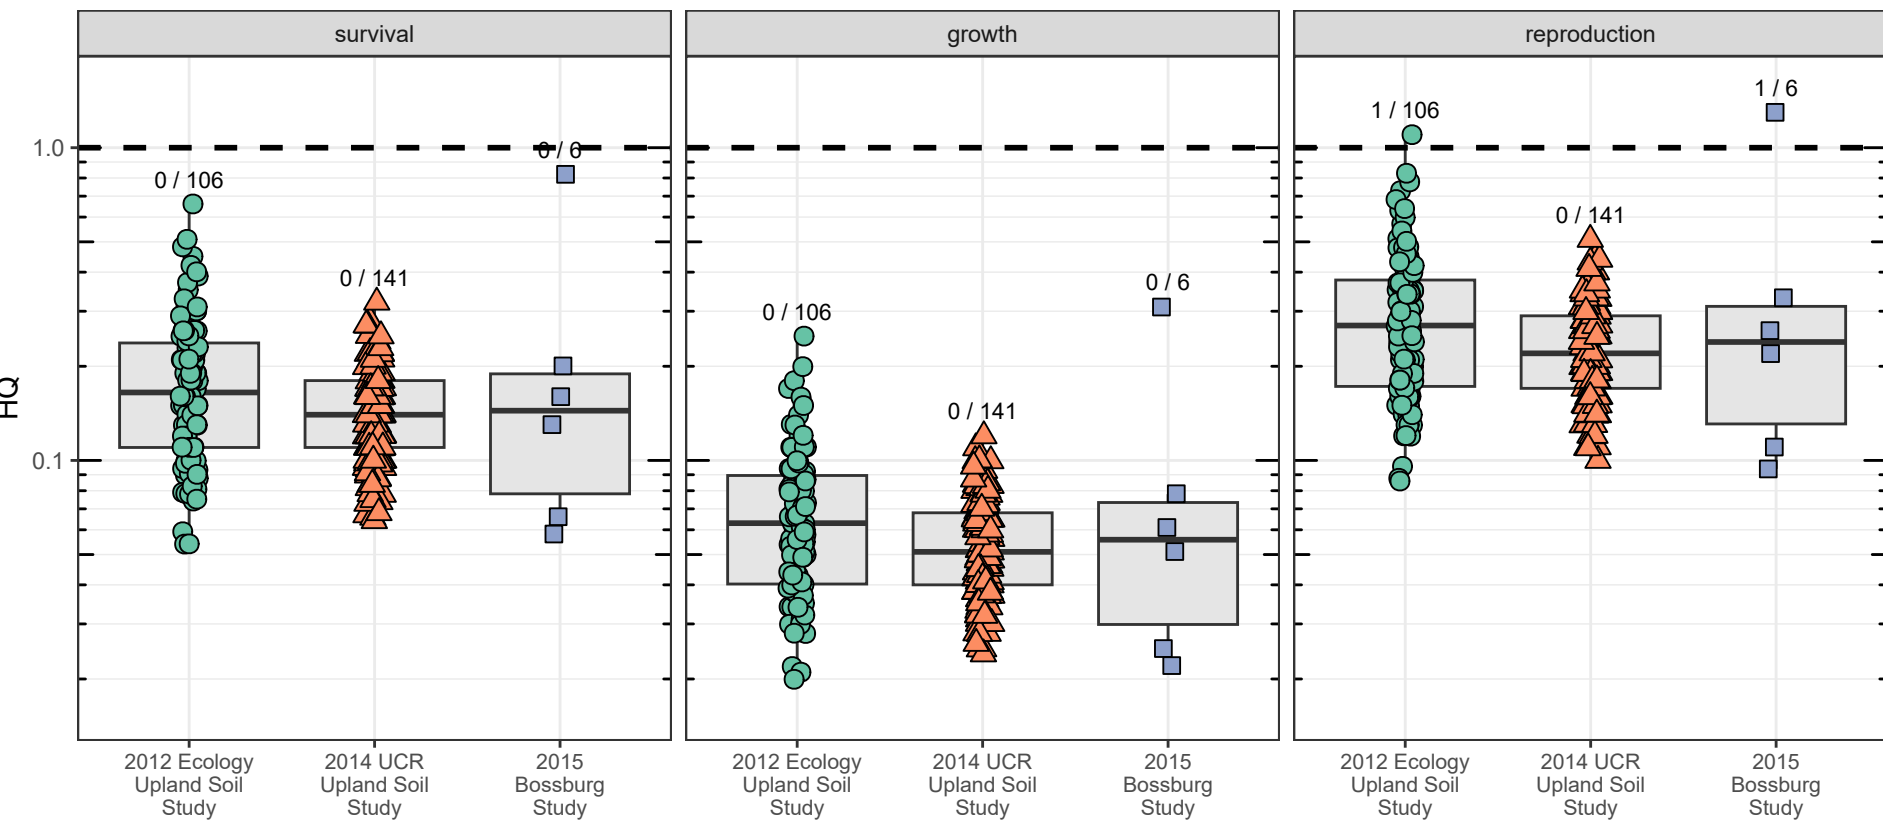 survival
growth
reproduction
HQ
1.0
0.1
0 / 106
0 / 141
0 / 6
0 / 106
0 / 141
0 / 6
1 / 106
0 / 141
1 / 6
2012 Ecology
Upland Soil
Study
2014 UCR
Upland Soil
Study
2015
Bossburg
Study
2012 Ecology
Upland Soil
Study
2014 UCR
Upland Soil
Study
2015
Bossburg
Study
2012 Ecology
Upland Soil
Study
2014 UCR
Upland Soil
Study
2015
Bossburg
Study